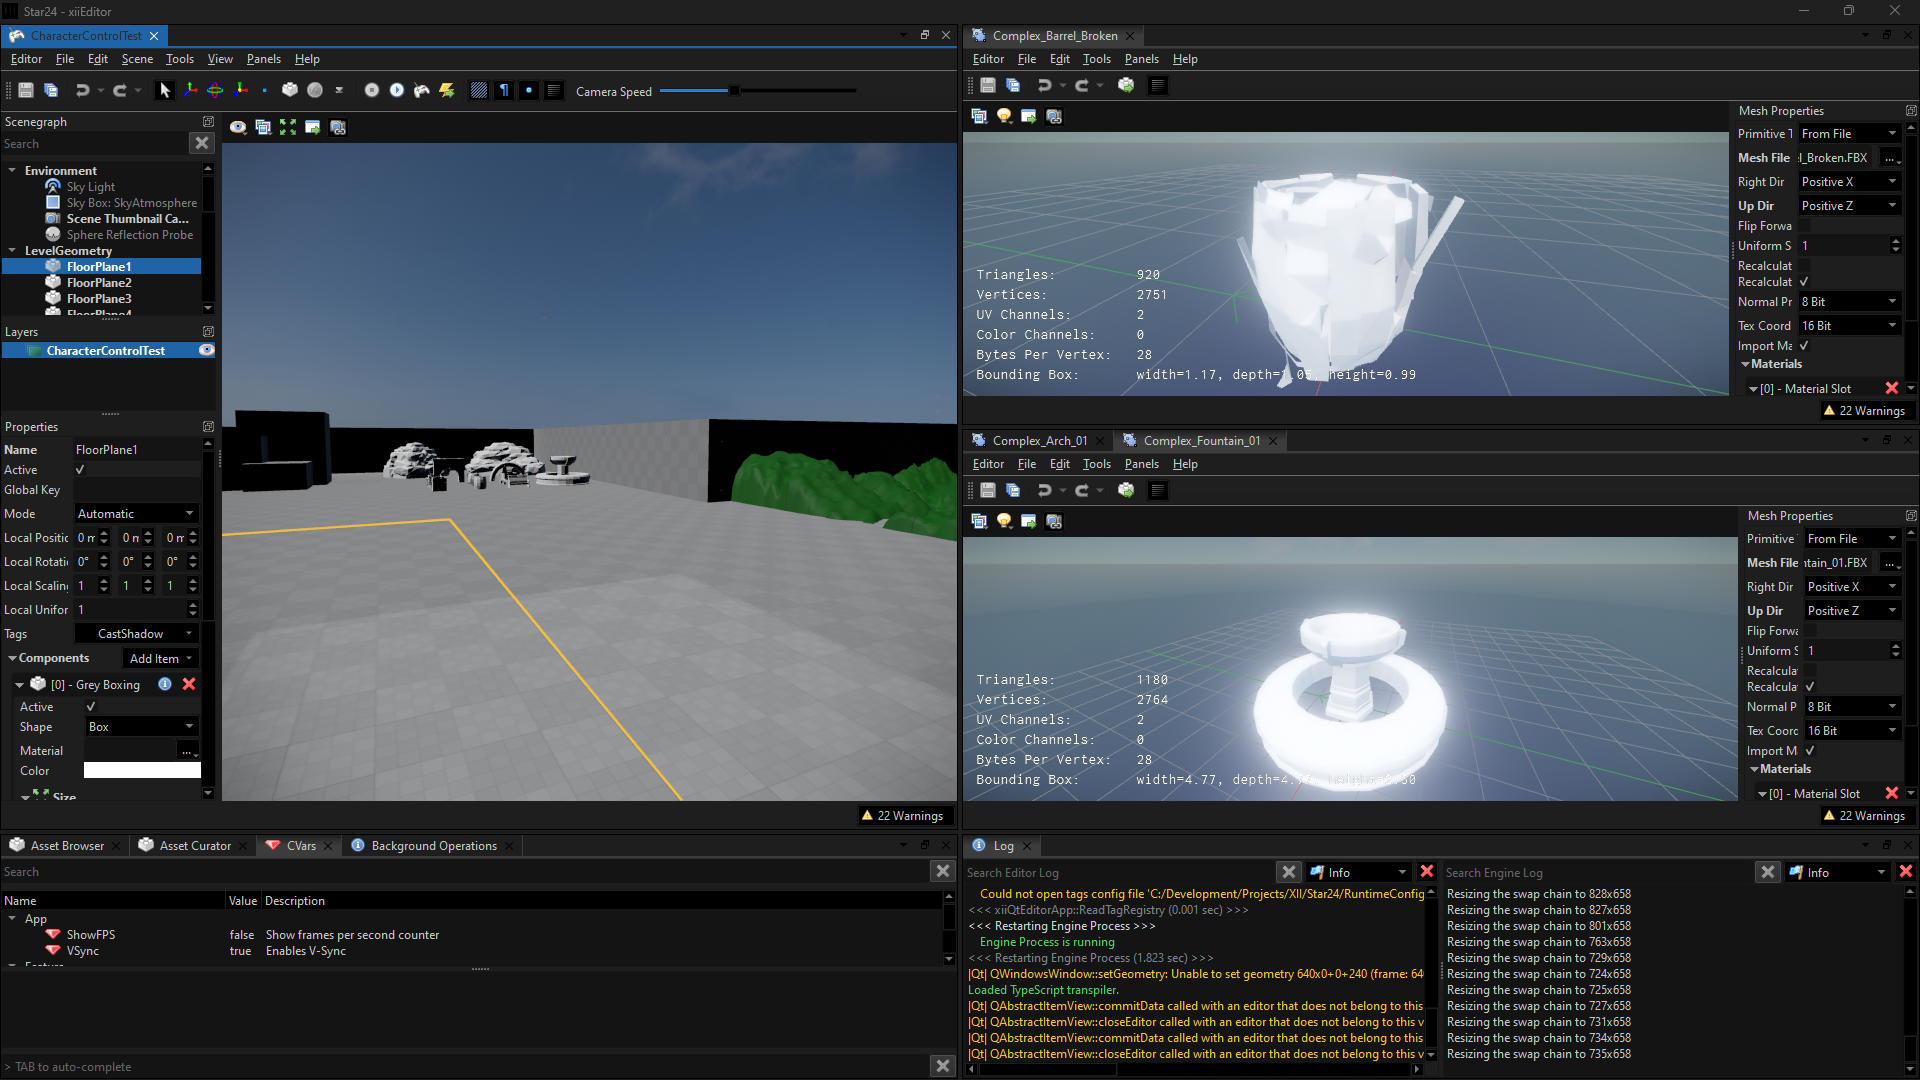 Star24 - xiiEditor
CharacterControlTest
Editor File Edit Scene Tools View Panels Help
Camera Speed
Scenegraph
Search
Environment
Sky Light
Sky Box: SkyAtmosphere
Scene Thumbnail Ca...
Sphere Reflection Probe
LevelGeometry
FloorPlane1
FloorPlane2
FloorPlane3
FloorPlane4
Layers
CharacterControlTest
Properties
Name FloorPlane1
Active
Global Key
Mode Automatic
Local Positic 0 0 0
Local Rotati 0° 0° 0°
Local Scaling 1 1 1
Local Unifor 1
Tags CastShadow
Components Add Item
[0] - Grey Boxing
Active
Shape Box
Material ...
Color
Size
22 Warnings
Complex_Barrel_Broken
Editor File Edit Tools Panels Help
Triangles: 920
Vertices: 2751
UV Channels: 2
Color Channels: 0
Bytes Per Vertex: 28
Bounding Box: width=1.17, depth=1.05, height=0.99
Mesh Properties
Primitive T From File
Mesh File l_Broken.FBX ...
Right Dir Positive X
Up Dir Positive Z
Flip Forwa
Uniform S 1
Recalculat
Recalculat
Normal Pr 8 Bit
Tex Coord 16 Bit
Import Ma
Materials
[0] - Material Slot
22 Warnings
Complex_Arch_01 Complex_Fountain_01
Editor File Edit Tools Panels Help
Triangles: 1180
Vertices: 2764
UV Channels: 2
Color Channels: 0
Bytes Per Vertex: 28
Bounding Box: width=4.77,
Mesh Properties
Primitive From File
Mesh File ntain_01.FBX ...
Right Dir Positive X
Up Dir Positive Z
Flip Forwa
Uniform S 1
Recalcula
Recalcula
Normal P 8 Bit
Tex Coord 16 Bit
Import M
Materials
[0] - Material Slot
22 Warnings
Asset Browser Asset Curator CVars Background Operations
Search
Name Value Description
App
ShowFPS false Show frames per second counter
VSync true Enables V-Sync
> TAB to auto-complete
Log
Search Editor Log Info
Could not open tags config file 'C:/Development/Projects/XII/Star24/RuntimeConfig
<<< xiiQtEditorApp::ReadTagRegistry (0.001 sec) >>>
<<< Restarting Engine Process >>>
Engine Process is running
<<< Restarting Engine Process (1.823 sec) >>>
|Qt| QWindowsWindow::setGeometry: Unable to set geometry 640x0+0+240 (frame: 64
Loaded TypeScript transpiler.
|Qt| QAbstractItemView::commitData called with an editor that does not belong to this
|Qt| QAbstractItemView::closeEditor called with an editor that does not belong to this v
|Qt| QAbstractItemView::commitData called with an editor that does not belong to this
|Qt| QAbstractItemView::closeEditor called with an editor that does not belong to this v
Search Engine Log Info
Resizing the swap chain to 828x658
Resizing the swap chain to 827x658
Resizing the swap chain to 801x658
Resizing the swap chain to 763x658
Resizing the swap chain to 729x658
Resizing the swap chain to 724x658
Resizing the swap chain to 725x658
Resizing the swap chain to 727x658
Resizing the swap chain to 731x658
Resizing the swap chain to 734x658
Resizing the swap chain to 735x658